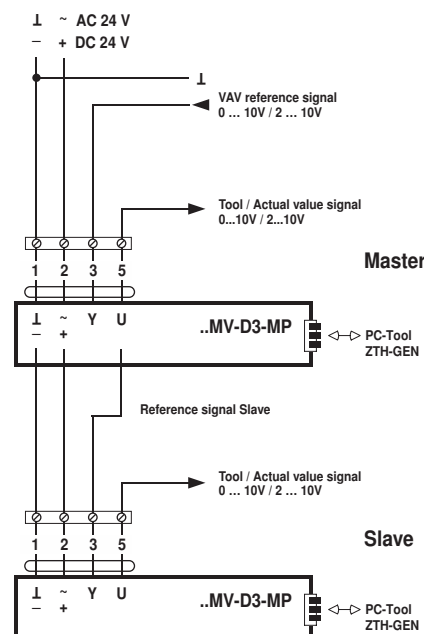 ⊥ ~ AC 24 V
– + DC 24 V
⊥
VAV reference signal
0 ... 10V / 2 ... 10V
Tool / Actual value signal
0...10V / 2...10V
1 2 3 5
Master
⊥ ~ Y U
– +
..MV-D3-MP
PC-Tool
ZTH-GEN
Reference signal Slave
Tool / Actual value signal
0 ... 10V / 2 ... 10V
1 2 3 5
Slave
⊥ ~ Y U
– +
..MV-D3-MP
PC-Tool
ZTH-GEN